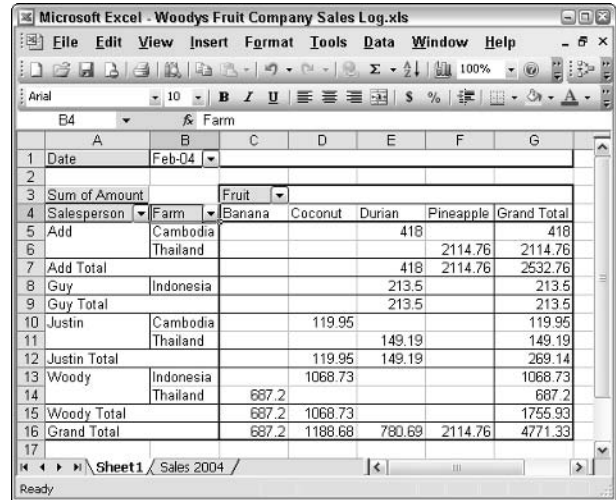 Microsoft Excel - Woodys Fruit Company Sales Log.xls
File Edit View Insert Format Tools Data Window Help
Σ 100%
Arial 10 B I U $ %
B4 fx Farm
A B C D E F G
1 Date Feb-04
2
3 Sum of Amount Fruit
4 Salesperson Farm Banana Coconut Durian Pineapple Grand Total
5 Add Cambodia 418 418
6 Thailand 2114.76 2114.76
7 Add Total 418 2114.76 2532.76
8 Guy Indonesia 213.5 213.5
9 Guy Total 213.5 213.5
10 Justin Cambodia 119.95 119.95
11 Thailand 149.19 149.19
12 Justin Total 119.95 149.19 269.14
13 Woody Indonesia 1068.73 1068.73
14 Thailand 687.2 687.2
15 Woody Total 687.2 1068.73 1755.93
16 Grand Total 687.2 1188.68 780.69 2114.76 4771.33
17
Sheet1 Sales 2004
Ready